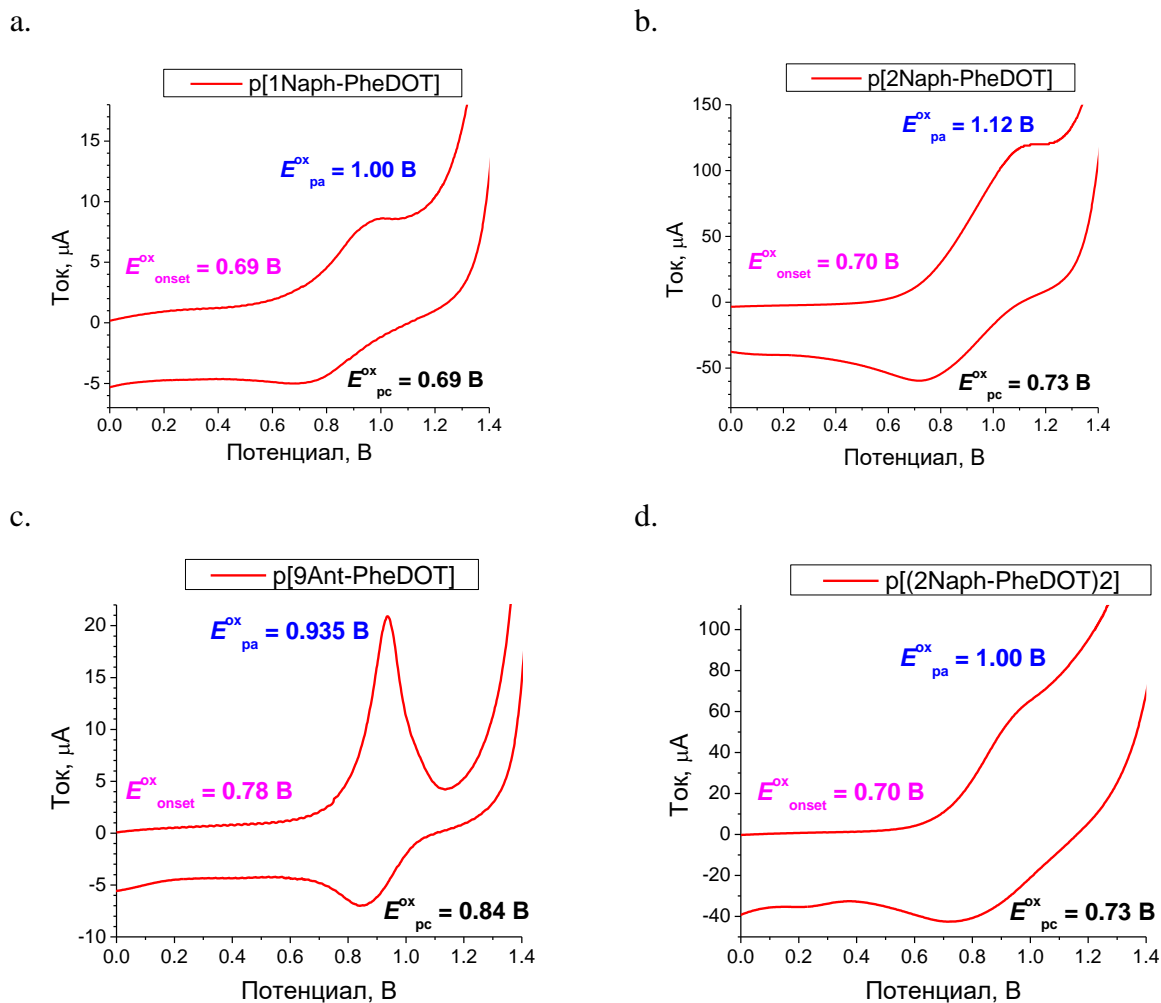 a.
p[1Naph-PheDOT]
E^ox_pa = 1.00 В
E^ox_onset = 0.69 В
E^ox_pc = 0.69 В
15
10
5
0
-5
Ток, μA
0.0 0.2 0.4 0.6 0.8 1.0 1.2 1.4
Потенциал, В
b.
p[2Naph-PheDOT]
E^ox_pa = 1.12 В
E^ox_onset = 0.70 В
E^ox_pc = 0.73 В
150
100
50
0
-50
Ток, μA
0.0 0.2 0.4 0.6 0.8 1.0 1.2 1.4
Потенциал, В
c.
p[9Ant-PheDOT]
E^ox_pa = 0.935 В
E^ox_onset = 0.78 В
E^ox_pc = 0.84 В
20
15
10
5
0
-5
-10
Ток, μA
0.0 0.2 0.4 0.6 0.8 1.0 1.2 1.4
Потенциал, В
d.
p[(2Naph-PheDOT)2]
E^ox_pa = 1.00 В
E^ox_onset = 0.70 В
E^ox_pc = 0.73 В
100
80
60
40
20
0
-20
-40
Ток, μA
0.0 0.2 0.4 0.6 0.8 1.0 1.2 1.4
Потенциал, В